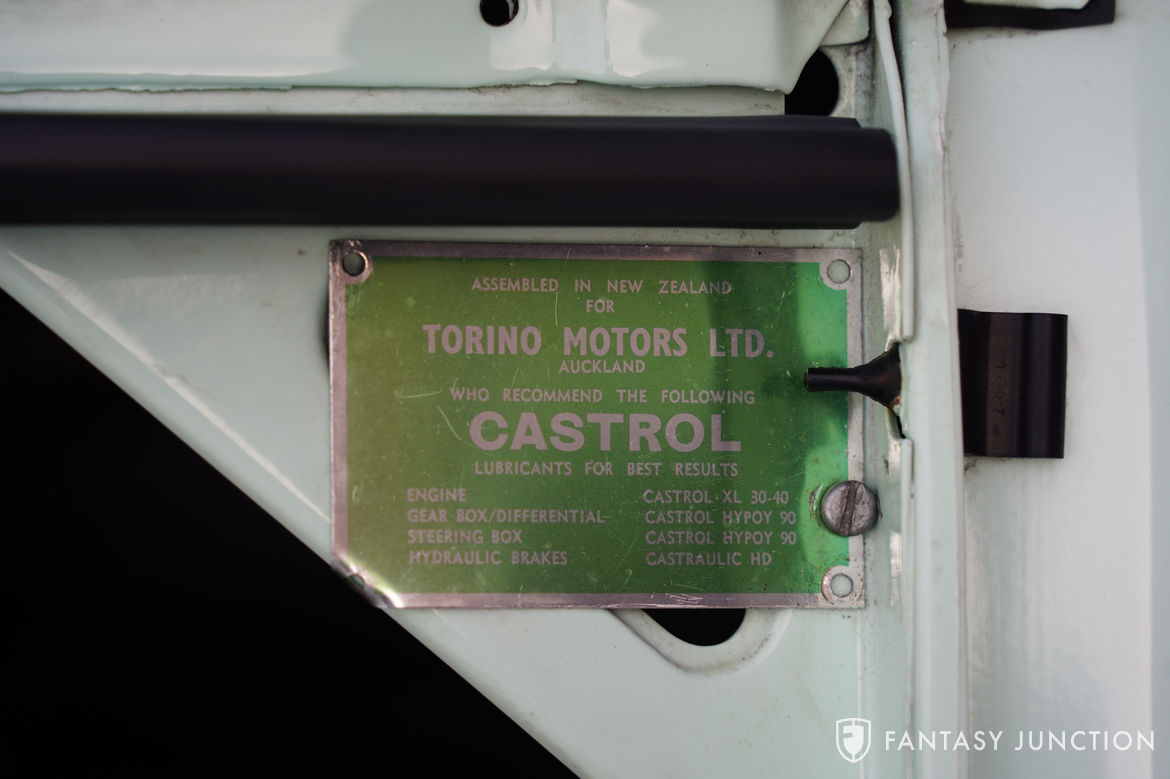 ASSEMBLED IN NEW ZEALAND
FOR
TORINO MOTORS LTD.
AUCKLAND
WHO RECOMMEND THE FOLLOWING
CASTROL
LUBRICANTS FOR BEST RESULTS
ENGINE CASTROL XL 30-40
GEAR BOX/DIFFERENTIAL CASTROL HYPOY 90
STEERING BOX CASTROL HYPOY 90
HYDRAULIC BRAKES CASTRAULIC HD
FANTASY JUNCTION